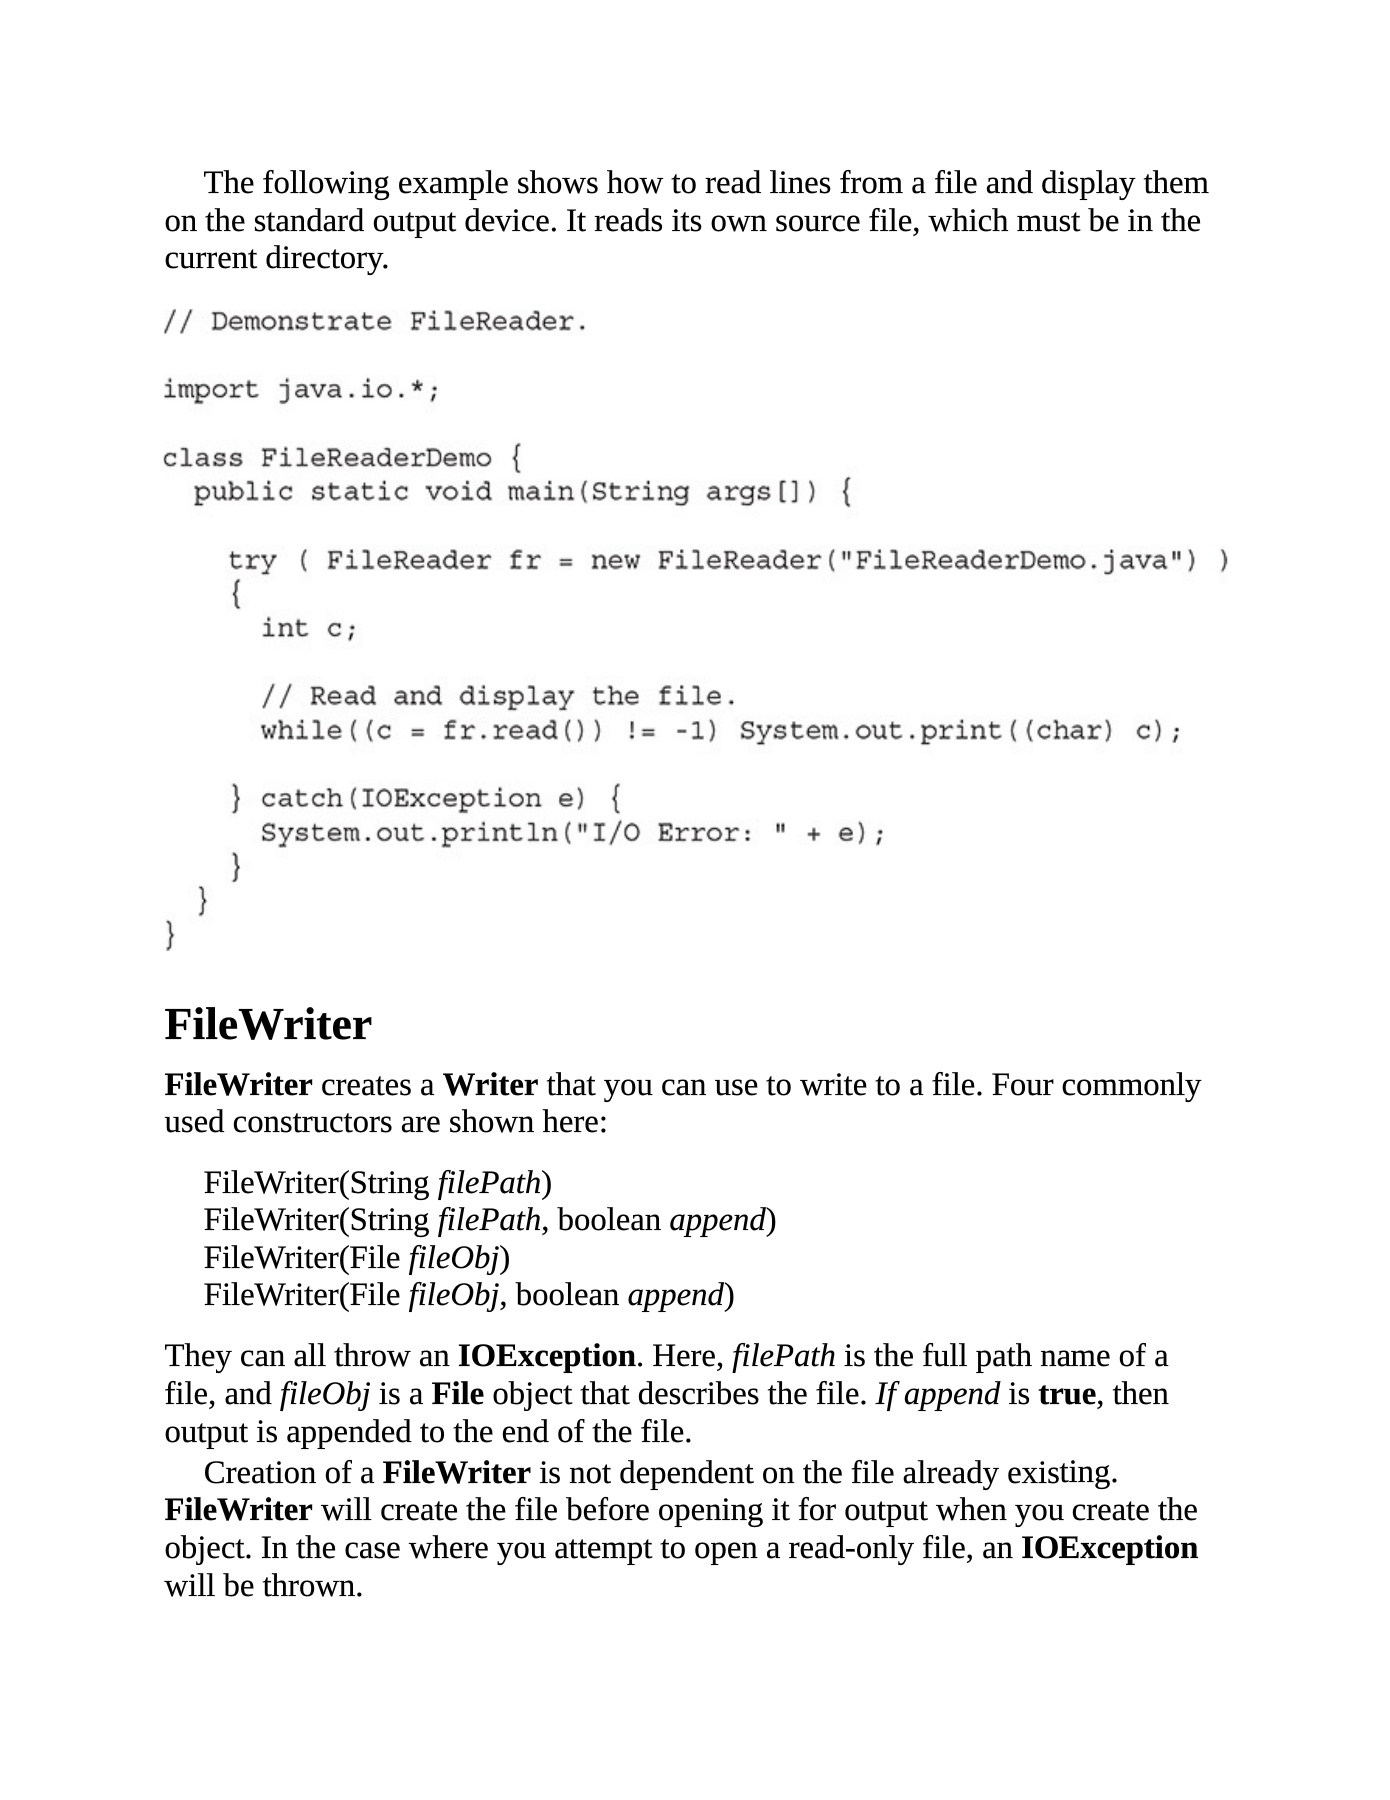 The following example shows how to read lines from a file and display them
on the standard output device. It reads its own source file, which must be in the
current directory.
// Demonstrate FileReader.
import java.io.*;
class FileReaderDemo {
  public static void main(String args[]) {
    try ( FileReader fr = new FileReader("FileReaderDemo.java") )
    {
      int c;
      // Read and display the file.
      while((c = fr.read()) != -1) System.out.print((char) c);
    } catch(IOException e) {
      System.out.println("I/O Error: " + e);
    }
  }
}
FileWriter
FileWriter creates a Writer that you can use to write to a file. Four commonly
used constructors are shown here:
FileWriter(String filePath)
FileWriter(String filePath, boolean append)
FileWriter(File fileObj)
FileWriter(File fileObj, boolean append)
They can all throw an IOException. Here, filePath is the full path name of a
file, and fileObj is a File object that describes the file. If append is true, then
output is appended to the end of the file.
Creation of a FileWriter is not dependent on the file already existing.
FileWriter will create the file before opening it for output when you create the
object. In the case where you attempt to open a read-only file, an IOException
will be thrown.